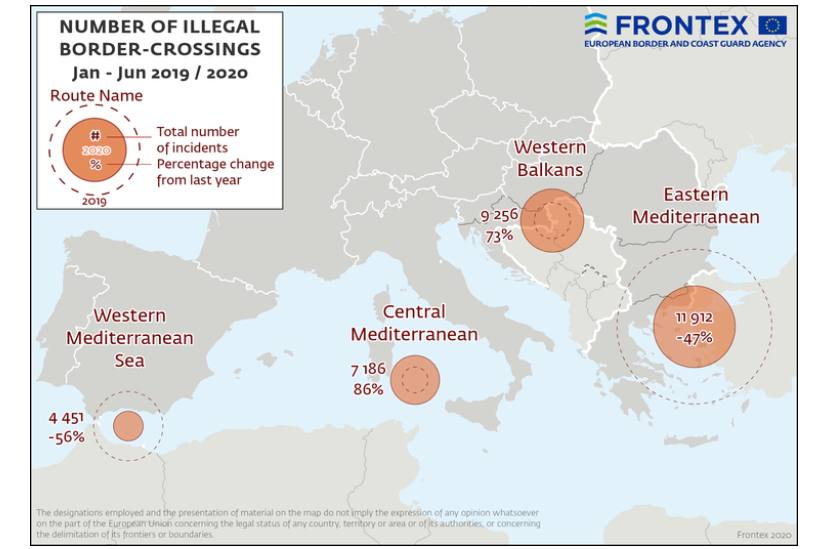 NUMBER OF ILLEGAL
BORDER-CROSSINGS
Jan - Jun 2019 / 2020
Route Name
#
2020
%
Total number
of incidents
Percentage change
from last year
2019
FRONTEX
EUROPEAN BORDER AND COAST GUARD AGENCY
Western
Balkans
9 256
73%
Eastern
Mediterranean
11 912
-47%
Central
Mediterranean
7 186
86%
Western
Mediterranean
Sea
4 451
-56%
The designations employed and the presentation of material on the map do not imply the expression of any opinion whatsoever
on the part of the European Union concerning the legal status of any country, territory or area or of its authorities, or concerning
the delimitation of its frontiers or boundaries.
Frontex 2020